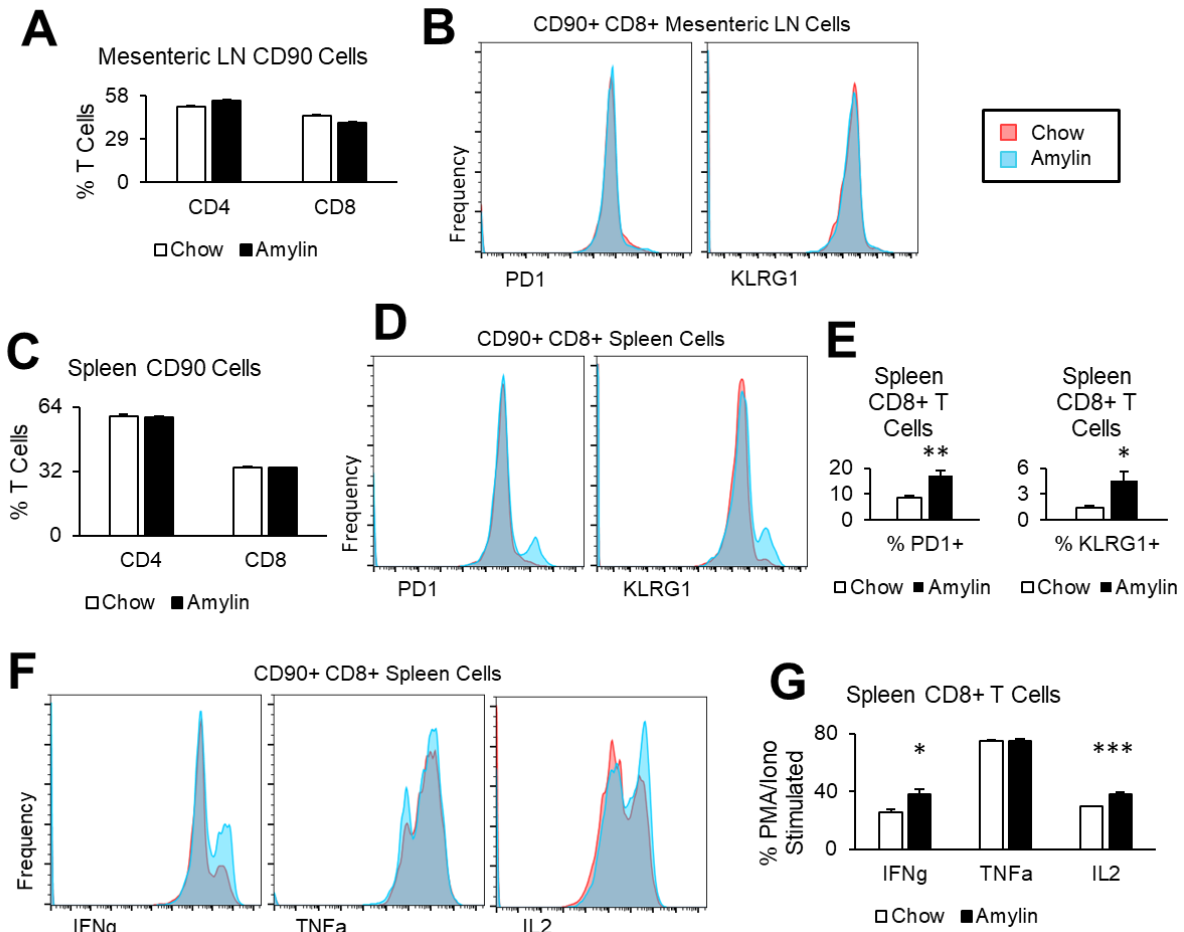 A
Mesenteric LN CD90 Cells
% T Cells
58
29
0
CD4
CD8
Chow
Amylin
B
CD90+ CD8+ Mesenteric LN Cells
Frequency
PD1
KLRG1
Chow
Amylin
C
Spleen CD90 Cells
% T Cells
64
32
0
CD4
CD8
Chow
Amylin
D
CD90+ CD8+ Spleen Cells
Frequency
PD1
KLRG1
E
Spleen
CD8+ T
Cells
**
20
10
0
% PD1+
Chow
Amylin
Spleen
CD8+ T
Cells
*
6
3
0
% KLRG1+
Chow
Amylin
F
CD90+ CD8+ Spleen Cells
Frequency
IFNg
TNFa
IL2
G
Spleen CD8+ T Cells
% PMA/Iono
Stimulated
80
40
0
*
***
IFNg
TNFa
IL2
Chow
Amylin